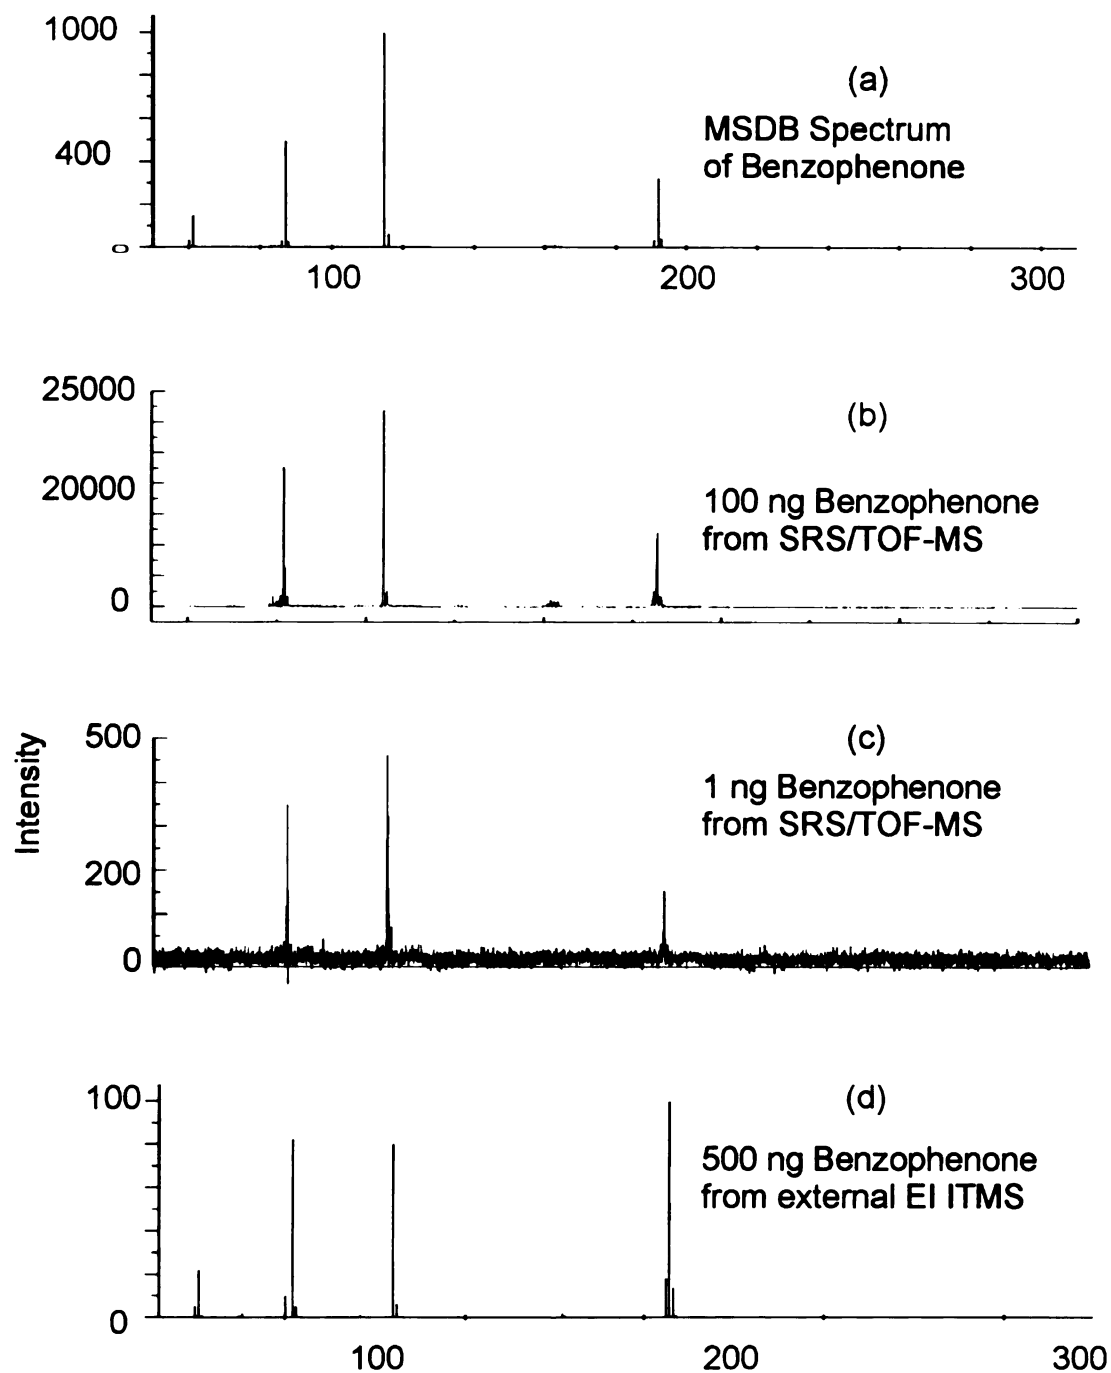 1000
400
0
(a)
MSDB Spectrum
of Benzophenone
100
200
300
25000
20000
0
(b)
100 ng Benzophenone
from SRS/TOF-MS
Intensity
500
200
0
(c)
1 ng Benzophenone
from SRS/TOF-MS
100
0
(d)
500 ng Benzophenone
from external EI ITMS
100
200
300